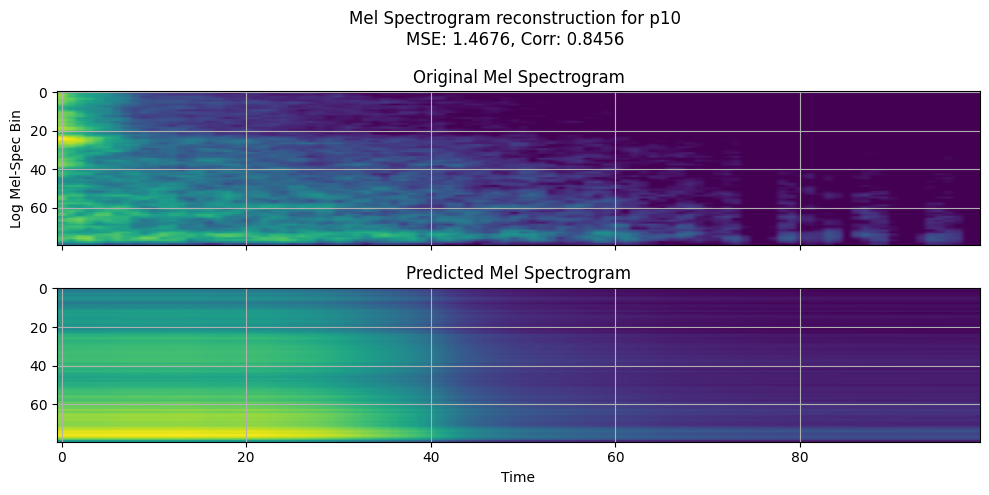 Mel Spectrogram reconstruction for p10
MSE: 1.4676, Corr: 0.8456
Original Mel Spectrogram
0
20
40
60
Log Mel-Spec Bin
Predicted Mel Spectrogram
0
20
40
60
0 20 40 60 80
Time